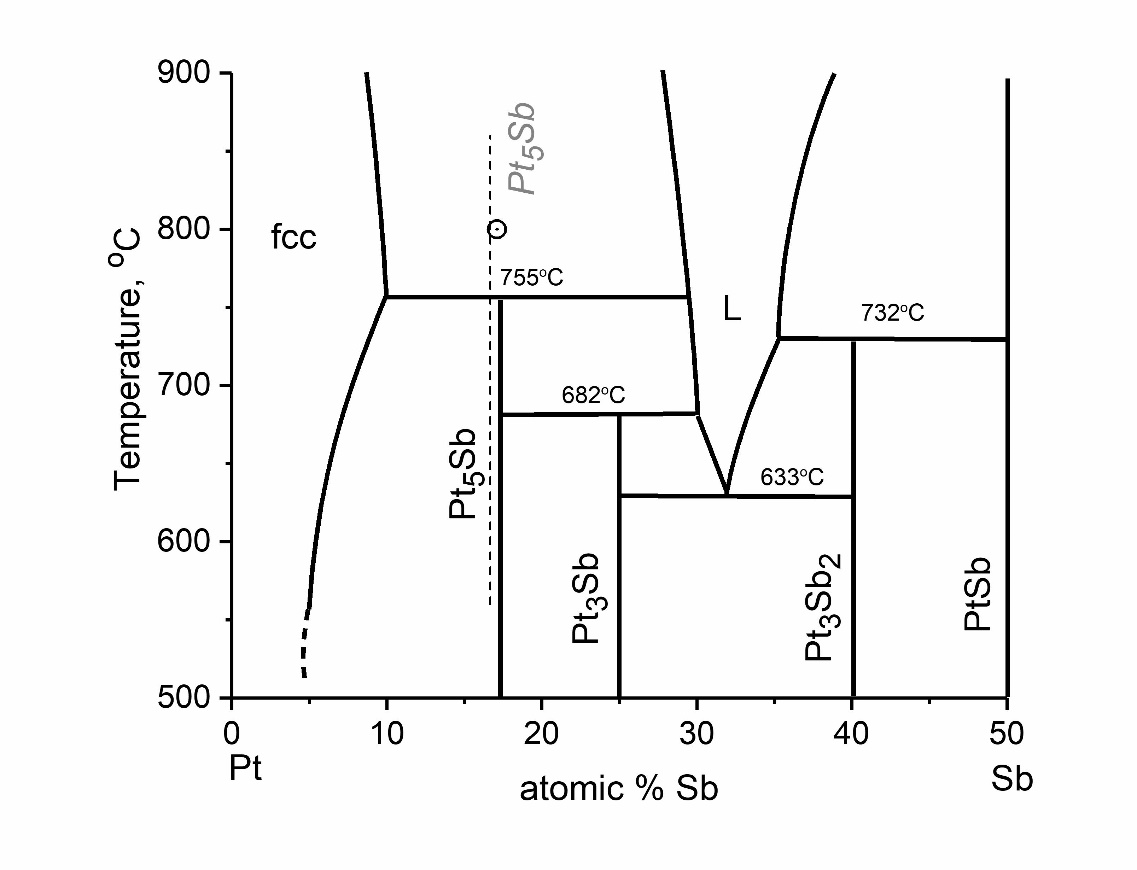 900
800
700
600
500
Temperature, °C
fcc
Pt₅Sb
755°C
L
732°C
682°C
633°C
Pt₅Sb
Pt₃Sb
Pt₃Sb₂
PtSb
0 10 20 30 40 50
Pt
Sb
atomic % Sb